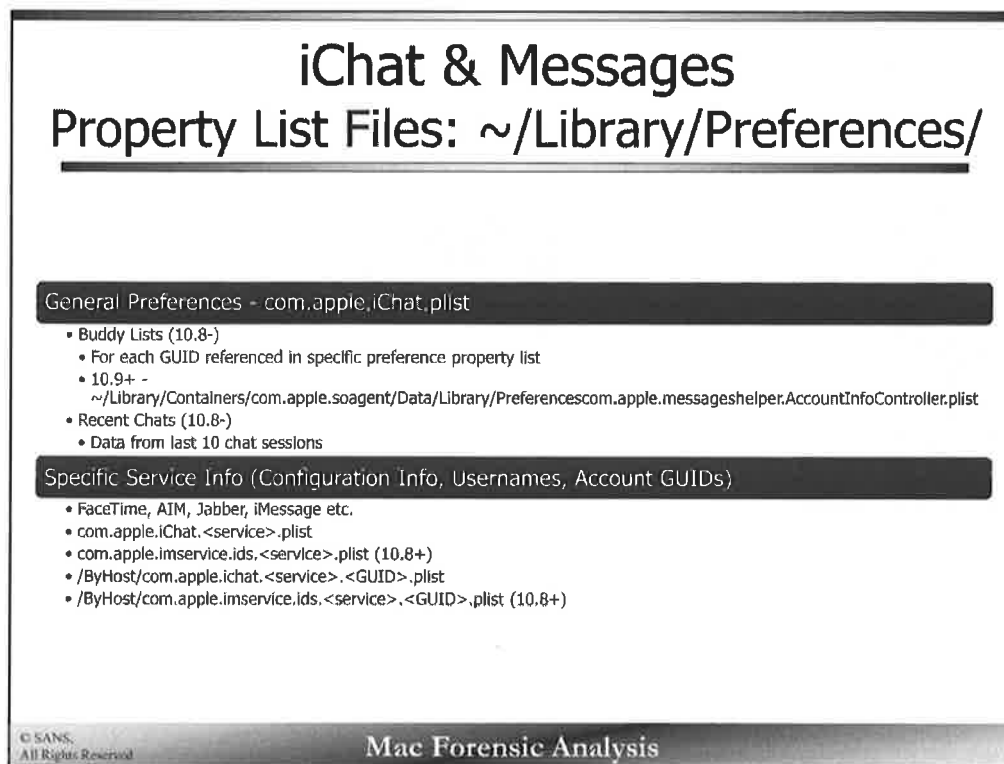 iChat & Messages
Property List Files: ~/Library/Preferences/
General Preferences - com.apple.iChat.plist
• Buddy Lists (10.8-)
• For each GUID referenced in specific preference property list
• 10.9+ -
~/Library/Containers/com.apple.soagent/Data/Library/Preferencescom.apple.messageshelper.AccountInfoController.plist
• Recent Chats (10.8-)
• Data from last 10 chat sessions
Specific Service Info (Configuration Info, Usernames, Account GUIDs)
• FaceTime, AIM, Jabber, iMessage etc.
• com.apple.iChat.<service>.plist
• com.apple.imservice.ids.<service>.plist (10.8+)
• /ByHost/com.apple.ichat.<service>.<GUID>.plist
• /ByHost/com.apple.imservice.ids.<service>.<GUID>.plist (10.8+)
© SANS,
All Rights Reserved
Mac Forensic Analysis